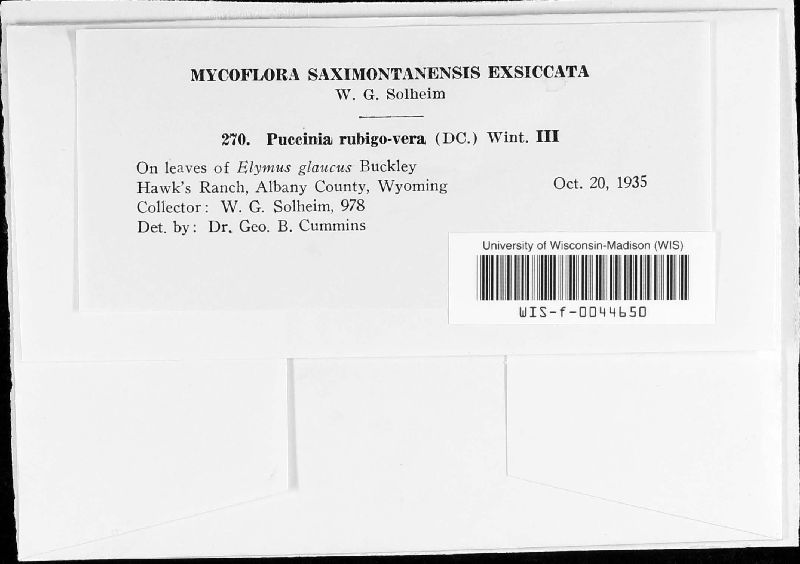 MYCOFLORA SAXIMONTANENSIS EXSICCATA
W. G. Solheim
270. Puccinia rubigo-vera (DC.) Wint. III
On leaves of Elymus glaucus Buckley
Hawk's Ranch, Albany County, Wyoming Oct. 20, 1935
Collector: W. G. Solheim, 978
Det. by: Dr. Geo. B. Cummins
University of Wisconsin-Madison (WIS)
WIS-f-0044650